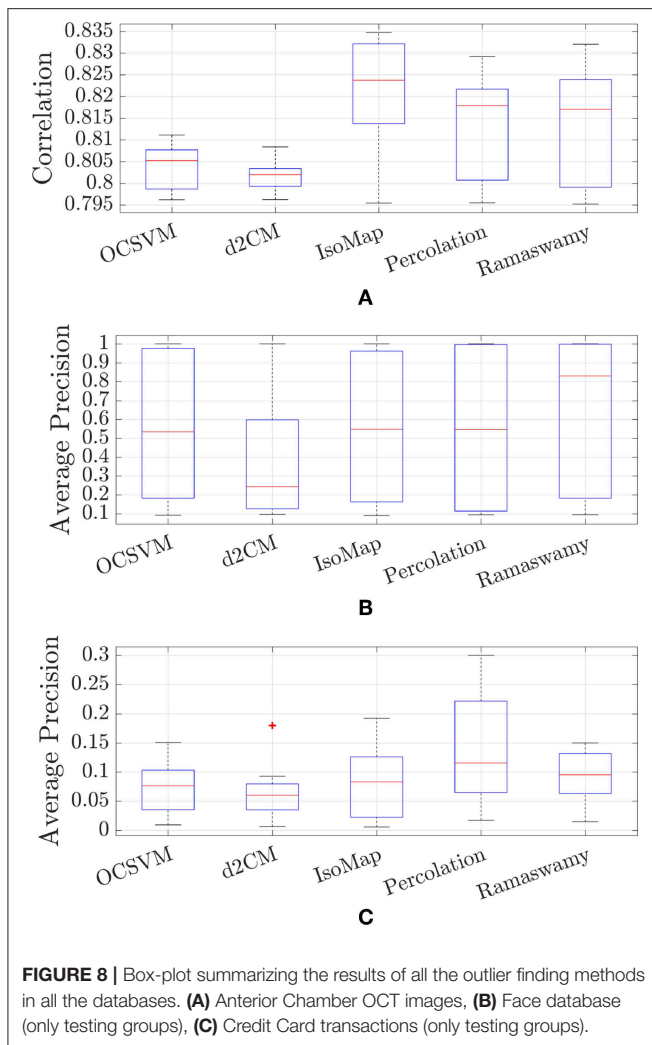 0.835
0.83
0.825
0.82
0.815
0.81
0.805
0.8
0.795
Correlation
OCSVM
d2CM
IsoMap
Percolation
Ramaswamy
A
1
0.9
0.8
0.7
0.6
0.5
0.4
0.3
0.2
0.1
Average Precision
OCSVM
d2CM
IsoMap
Percolation
Ramaswamy
B
0.3
0.25
0.2
0.15
0.1
0.05
0
Average Precision
OCSVM
d2CM
IsoMap
Percolation
Ramaswamy
C
FIGURE 8 | Box-plot summarizing the results of all the outlier finding methods
in all the databases. (A) Anterior Chamber OCT images, (B) Face database
(only testing groups), (C) Credit Card transactions (only testing groups).